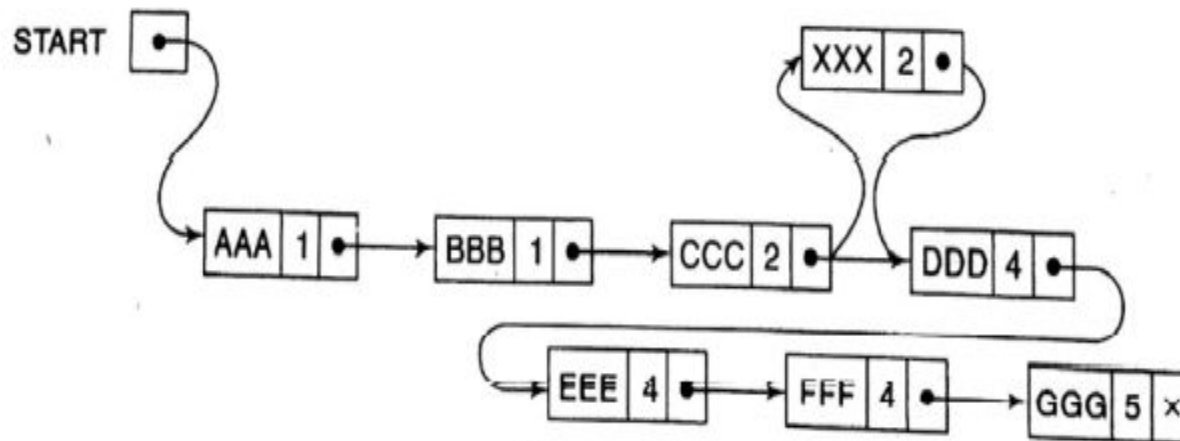 START
XXX 2
AAA 1
BBB 1
CCC 2
DDD 4
EEE 4
FFF 4
GGG 5 ×